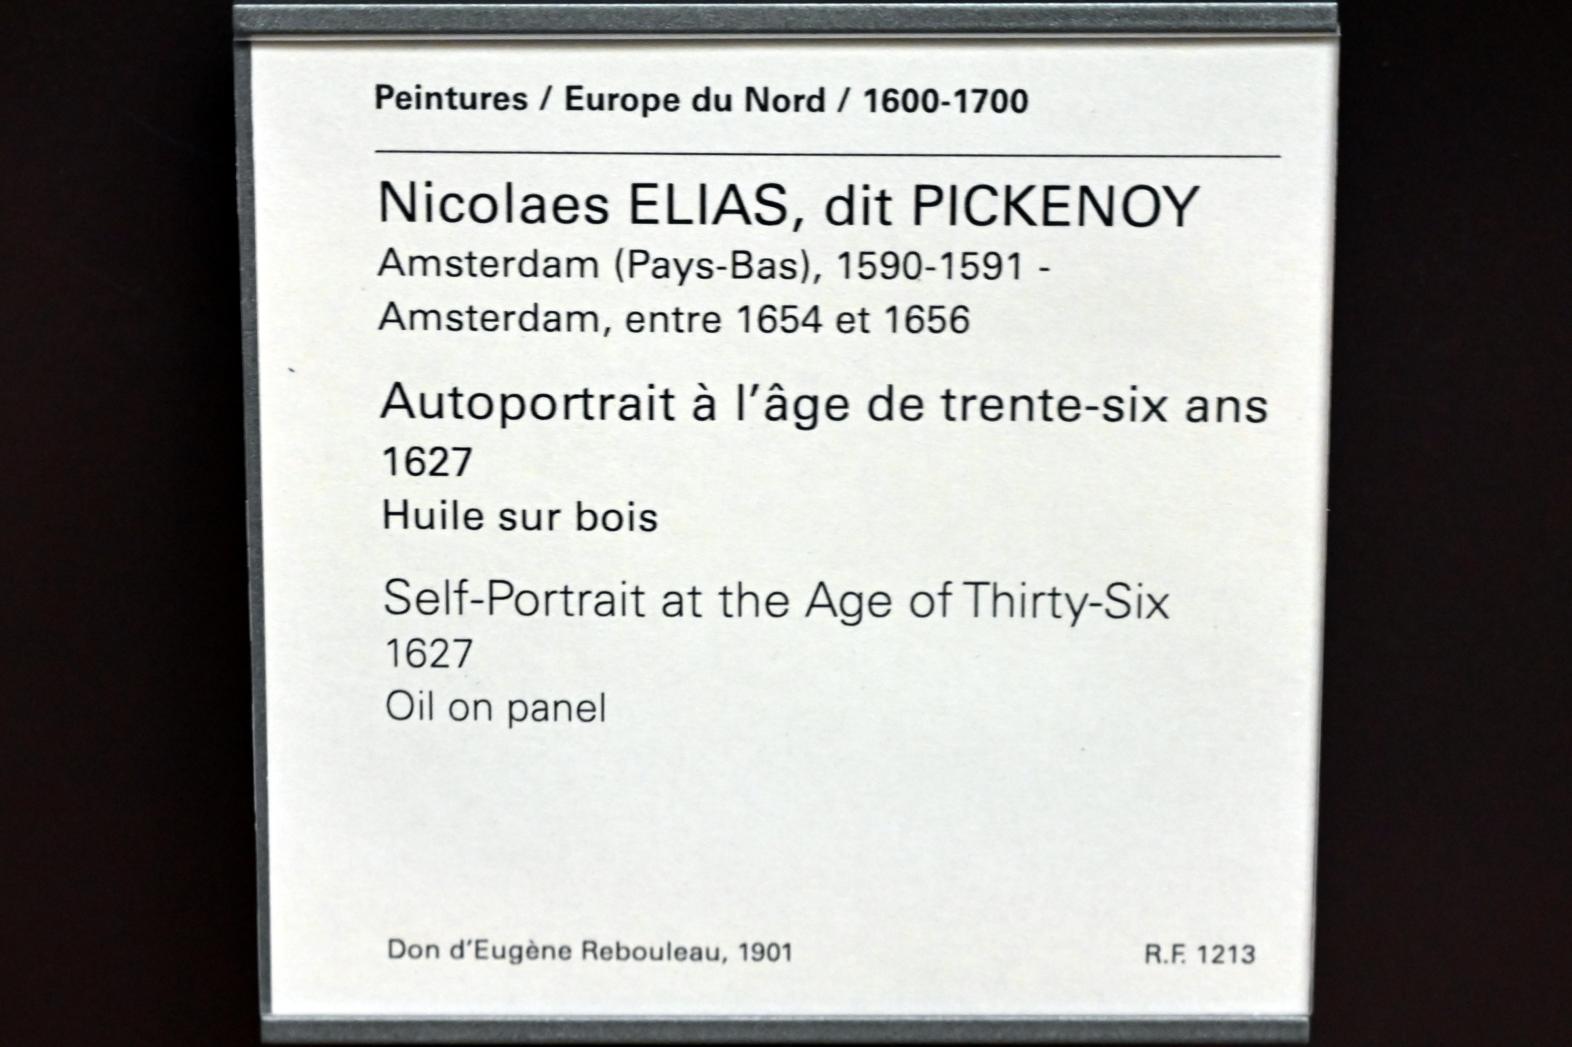 Peintures / Europe du Nord / 1600-1700
Nicolaes ELIAS, dit PICKENOY
Amsterdam (Pays-Bas), 1590-1591 -
Amsterdam, entre 1654 et 1656
Autoportrait à l'âge de trente-six ans
1627
Huile sur bois
Self-Portrait at the Age of Thirty-Six
1627
Oil on panel
Don d'Eugène Rebouleau, 1901
R.F. 1213